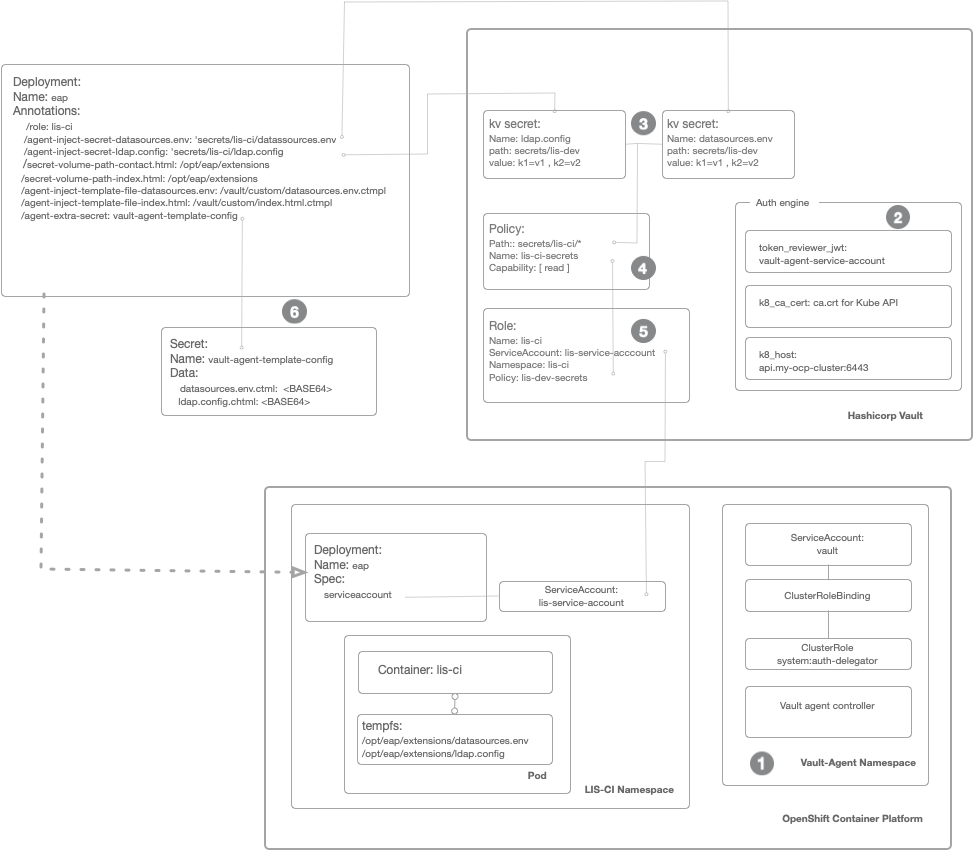 Deployment:
Name: eap
Annotations:
/role: lis-ci
/agent-inject-secret-datasources.env: 'secrets/lis-ci/datassources.env
/agent-inject-secret-ldap.config: 'secrets/lis-ci/ldap.config
/secret-volume-path-contact.html: /opt/eap/extensions
/secret-volume-path-index.html: /opt/eap/extensions
/agent-inject-template-file-datasources.env: /vault/custom/datasources.env.ctmpl
/agent-inject-template-file-index.html: /vault/custom/index.html.ctmpl
/agent-extra-secret: vault-agent-template-config
6
Secret:
Name: vault-agent-template-config
Data:
datasources.env.ctml: <BASE64>
ldap.config.chtml: <BASE64>
kv secret:
Name: ldap.config
path: secrets/lis-dev
value: k1=v1 , k2=v2
3
kv secret:
Name: datasources.env
path: secrets/lis-dev
value: k1=v1 , k2=v2
Policy:
Path:: secrets/lis-ci/*
Name: lis-ci-secrets
Capability: [ read ]
4
Role:
Name: lis-ci
ServiceAccount: lis-service-acccount
Namespace: lis-ci
Policy: lis-dev-secrets
5
Auth engine
2
token_reviewer_jwt:
vault-agent-service-account
k8_ca_cert: ca.crt for Kube API
k8_host:
api.my-ocp-cluster:6443
Hashicorp Vault
Deployment:
Name: eap
Spec:
serviceaccount
ServiceAccount:
lis-service-account
Container: lis-ci
tempfs:
/opt/eap/extensions/datasources.env
/opt/eap/extensions/ldap.config
Pod
LIS-CI Namespace
ServiceAccount:
vault
ClusterRoleBinding
ClusterRole
system:auth-delegator
Vault agent controller
1
Vault-Agent Namespace
OpenShift Container Platform